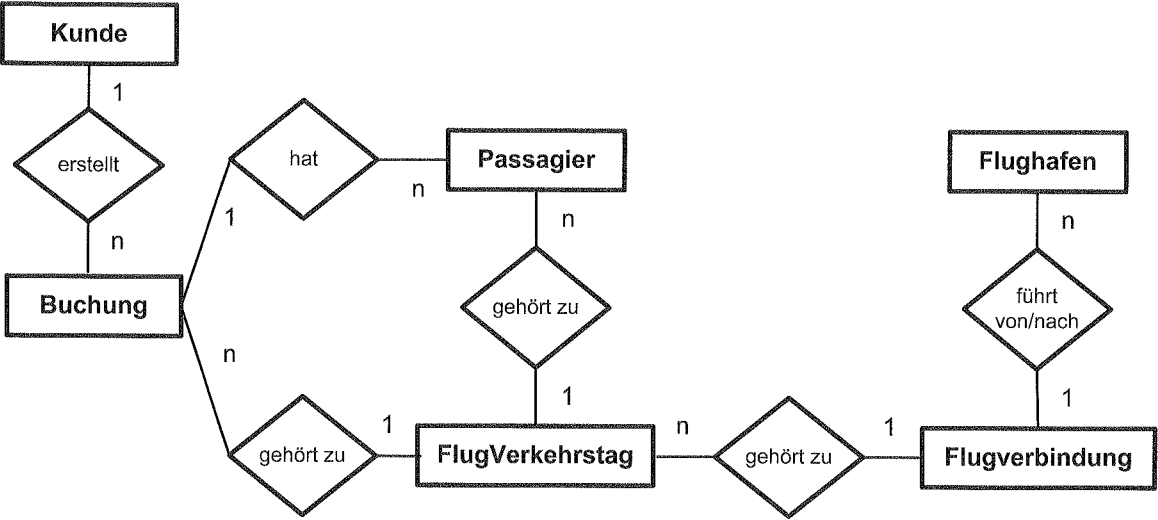 Kunde
1
erstellt
n
Buchung
1
hat
n
Passagier
n
gehört zu
1
n
gehört zu
1
FlugVerkehrstag
n
gehört zu
1
Flugverbindung
1
führt
von/nach
n
Flughafen